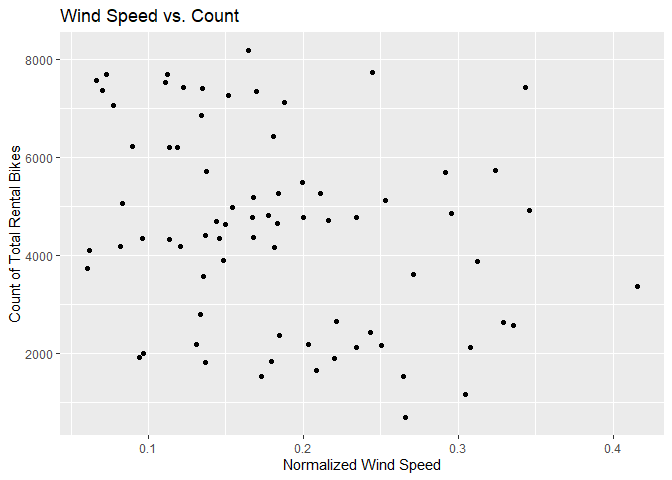 Wind Speed vs. Count
8000
6000
4000
2000
Count of Total Rental Bikes
0.1
0.2
0.3
0.4
Normalized Wind Speed